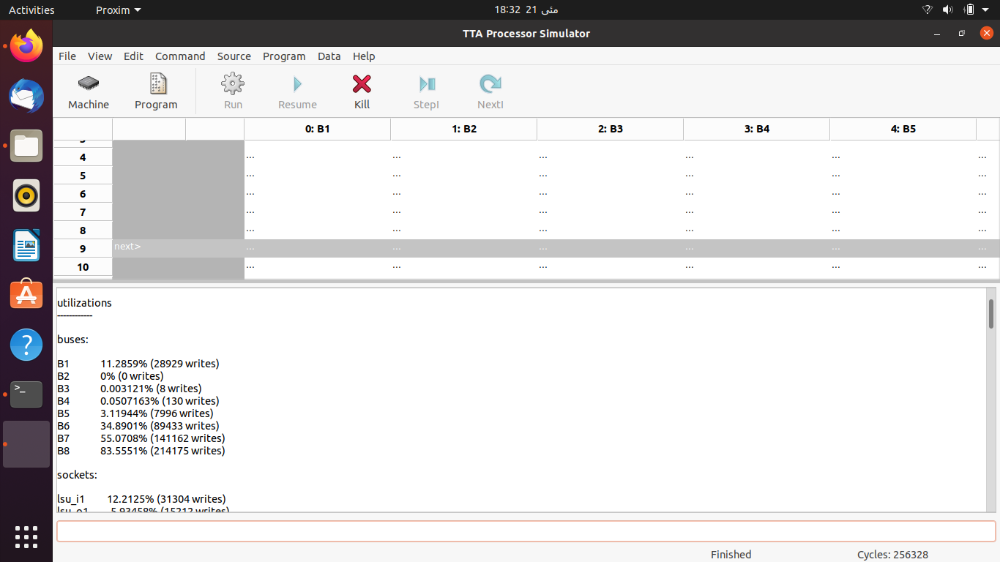 Activities Proxim 18:32 21 مئی
TTA Processor Simulator
File View Edit Command Source Program Data Help
Machine Program Run Resume Kill StepI NextI
0: B1 1: B2 2: B3 3: B4 4: B5
4 ... ... ... ... ... ...
5 ... ... ... ... ... ...
6 ... ... ... ... ... ...
7 ... ... ... ... ... ...
8 ... ... ... ... ... ...
9 next> ... ... ... ... ... ...
10 ... ... ... ... ... ...
utilizations
------------
buses:
B1 11.2859% (28929 writes)
B2 0% (0 writes)
B3 0.003121% (8 writes)
B4 0.0507163% (130 writes)
B5 3.11944% (7996 writes)
B6 34.8901% (89433 writes)
B7 55.0708% (141162 writes)
B8 83.5551% (214175 writes)
sockets:
lsu_i1 12.2125% (31304 writes)
lsu_o1 5.93458% (15212 writes)
Finished Cycles: 256328